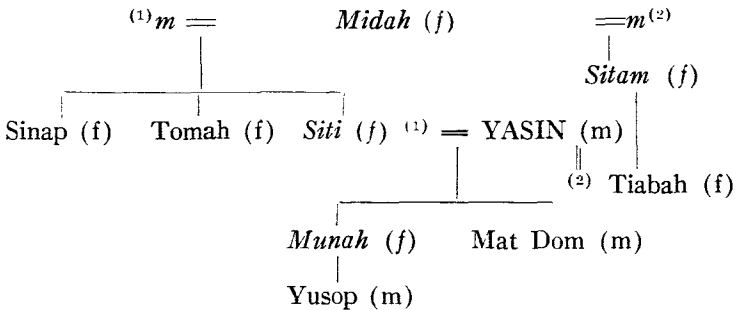 (1) m = Midah (f) =m(2)
Sitam (f)
Sinap (f) Tomah (f) Siti (f) (1) = YASIN (m)
(2) Tiabah (f)
Munah (f) Mat Dom (m)
Yusop (m)